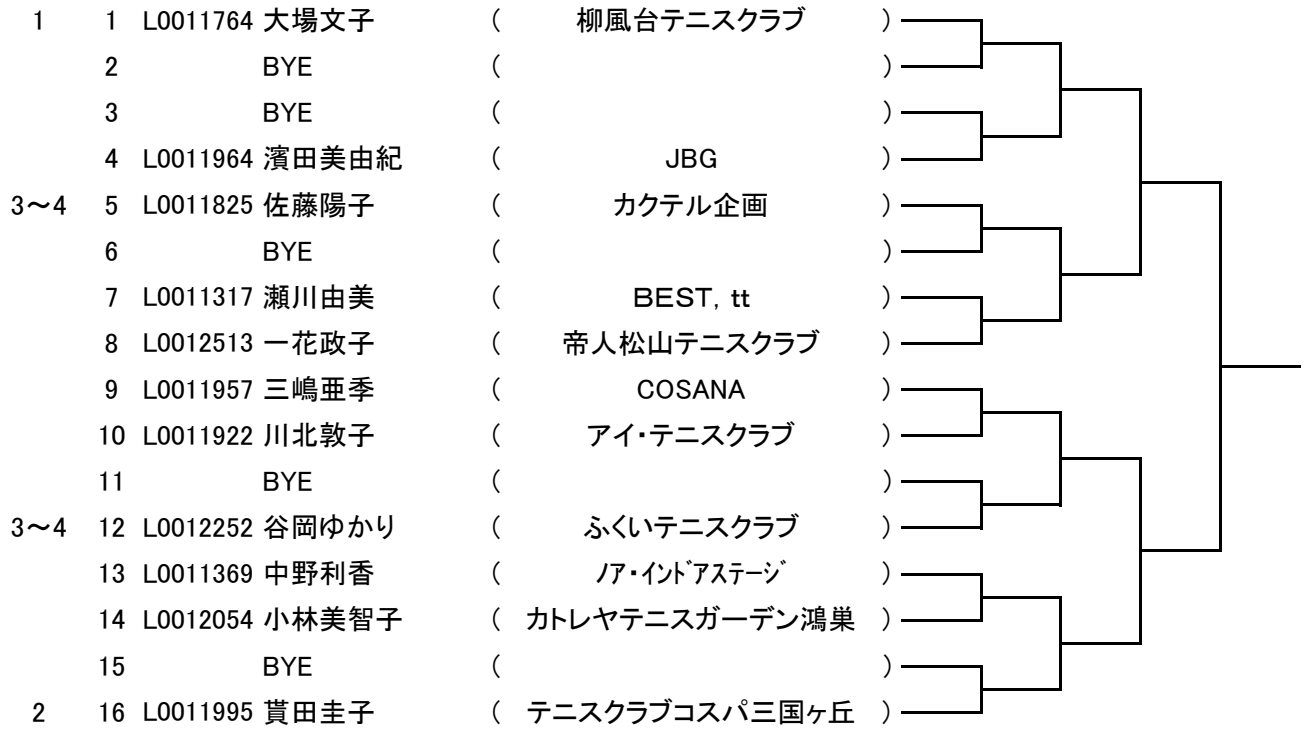 1 1 L0011764 大場文子 ( 柳風台テニスクラブ )
2 BYE ( )
3 BYE ( )
4 L0011964 濱田美由紀 ( JBG )
3～4 5 L0011825 佐藤陽子 ( カクテル企画 )
6 BYE ( )
7 L0011317 瀬川由美 ( BEST, tt )
8 L0012513 一花政子 ( 帝人松山テニスクラブ )
9 L0011957 三嶋亜季 ( COSANA )
10 L0011922 川北敦子 ( アイ・テニスクラブ )
11 BYE ( )
3～4 12 L0012252 谷岡ゆかり ( ふくいテニスクラブ )
13 L0011369 中野利香 ( ﾉｱ・ｲﾝﾄﾞｱｽﾃｰｼﾞ )
14 L0012054 小林美智子 ( カトレヤテニスガーデン鴻巣 )
15 BYE ( )
2 16 L0011995 貰田圭子 ( テニスクラブコスパ三国ヶ丘 )